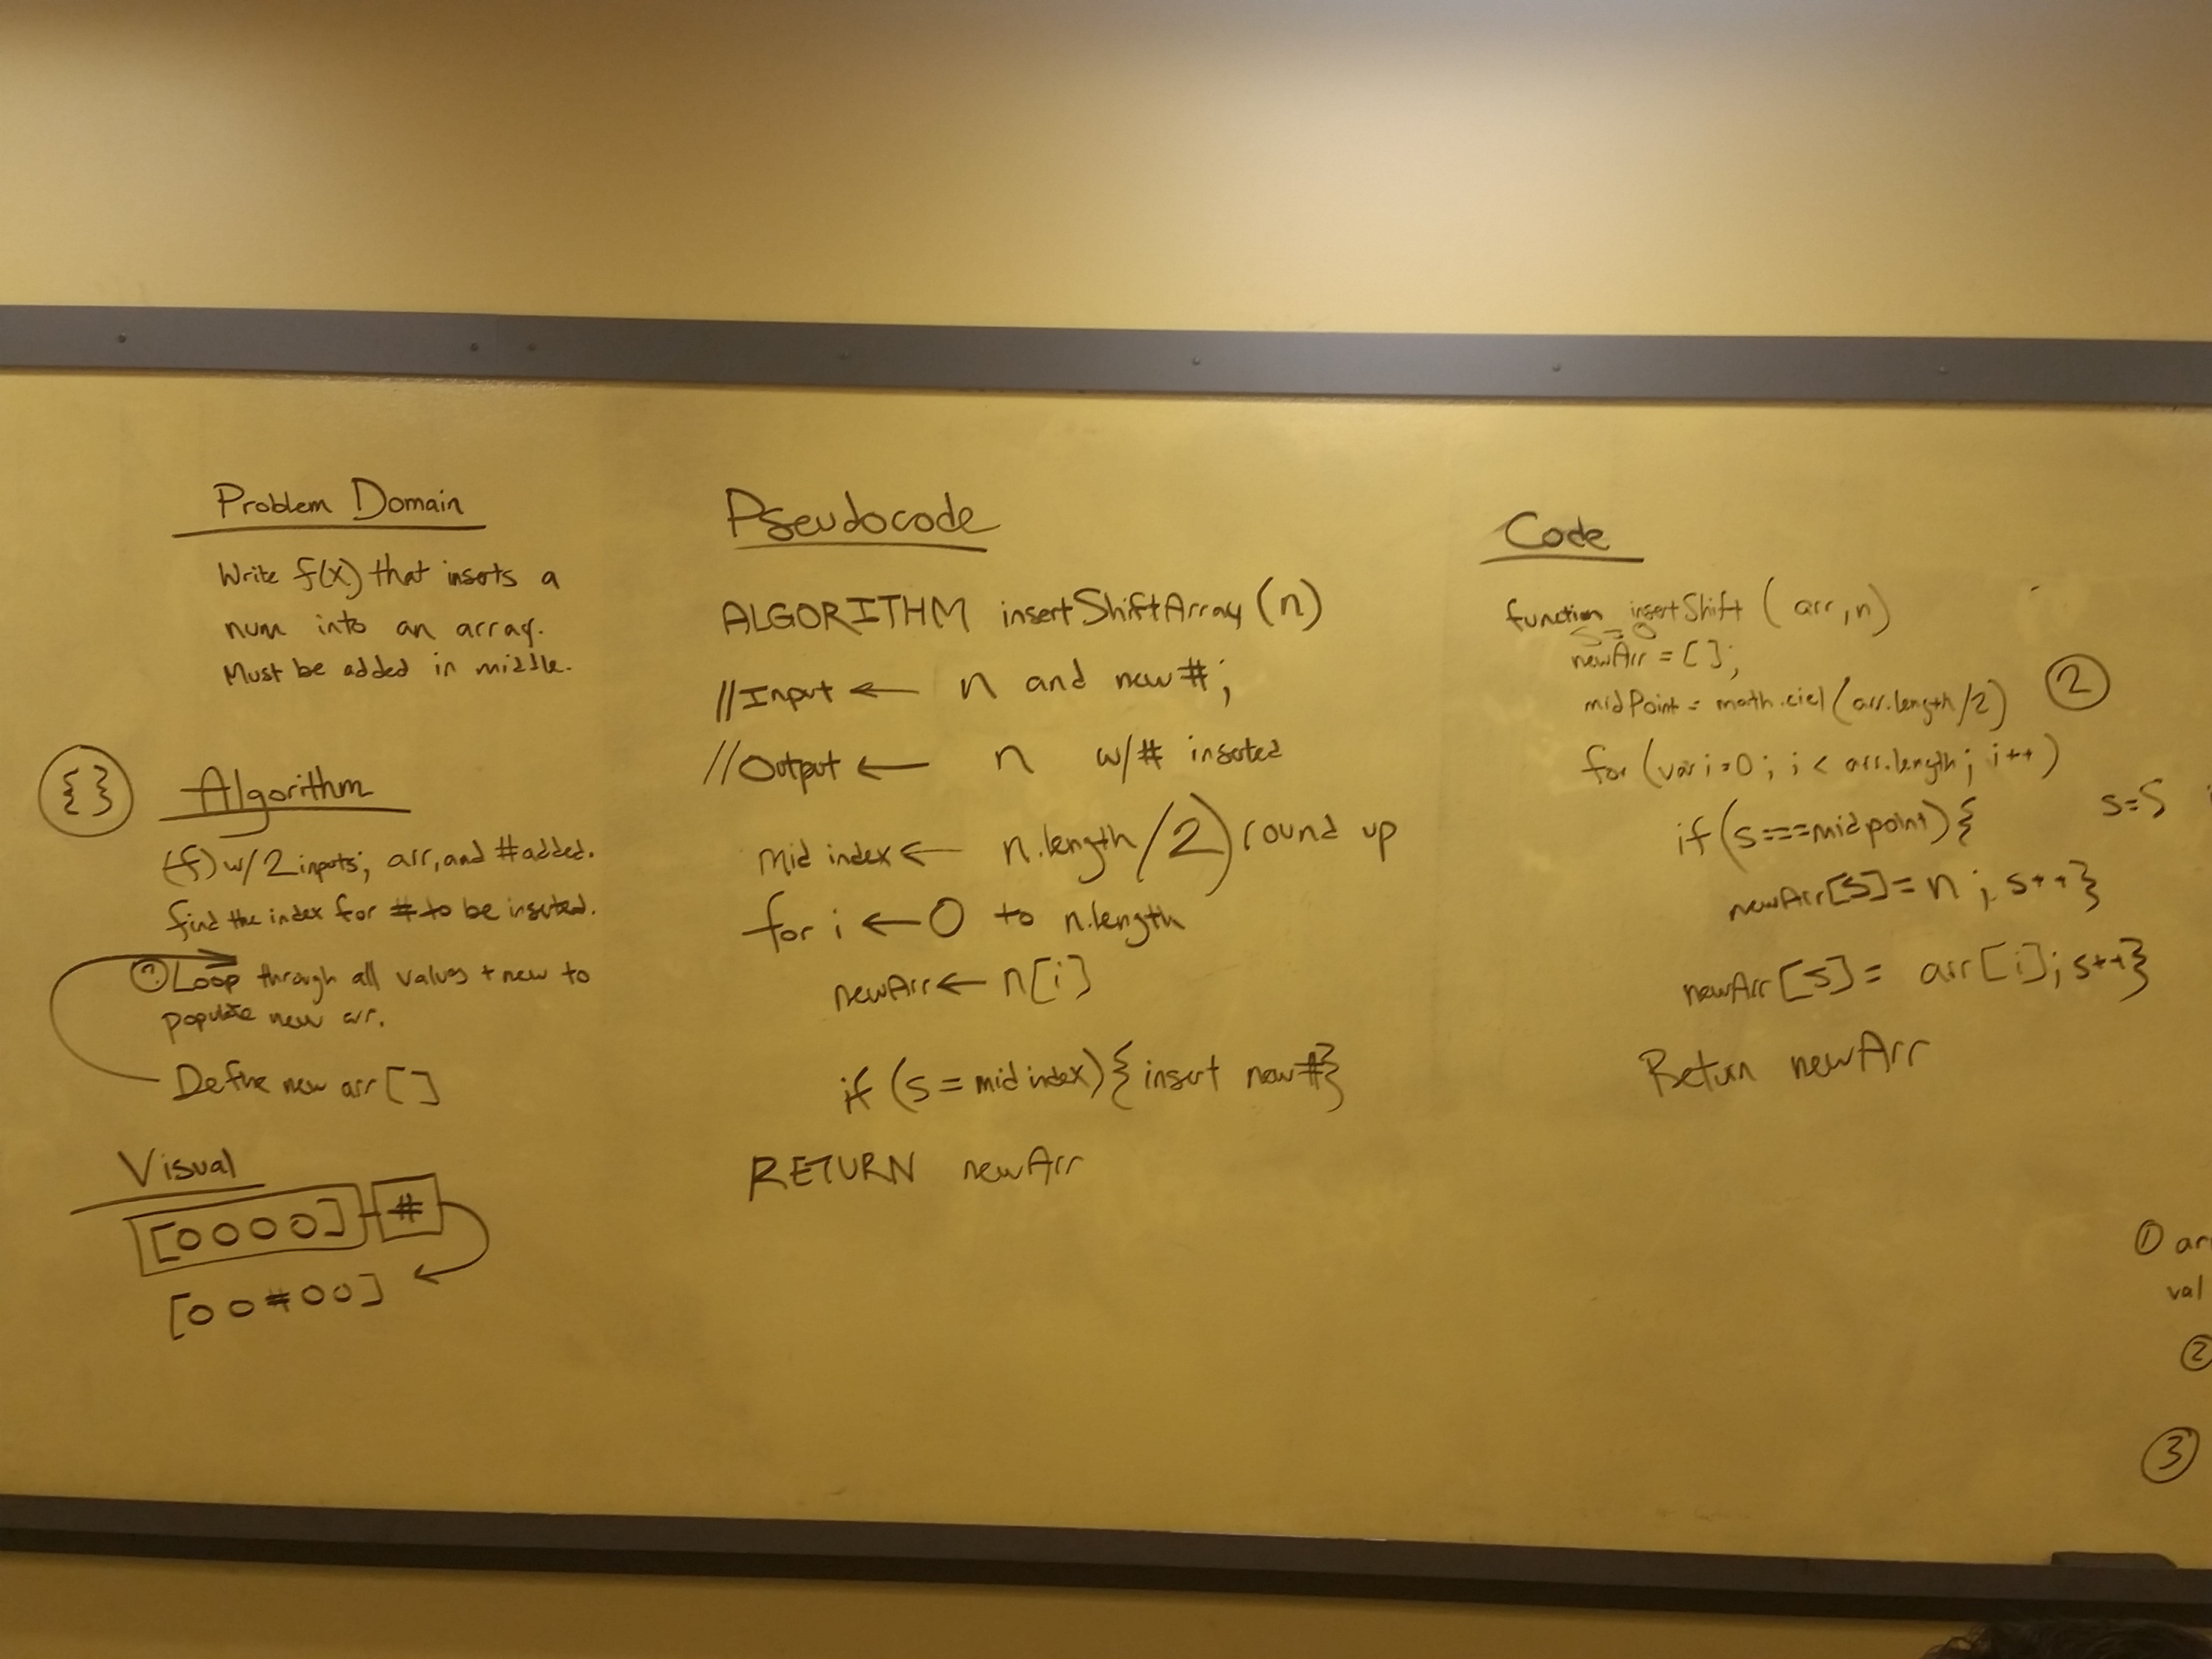 Problem Domain
Write f(x) that inserts a
num into an array.
Must be added in middle.
{ } Algorithm
(f) w/ 2 inputs; arr, and # added.
find the index for # to be inserted.
Loop through all values + new to
populate new arr.
Define new arr [ ]
Visual
[0 0 0 0] - #
[0 0 # 0 0]
Pseudocode
ALGORITHM insertShiftArray (n)
//Input ← n and new #;
//Output ← n w/# inserted
mid index ← n.length/2) round up
for i ← 0 to n.length
newArr ← n[i]
if (s = mid index) { insert new #}
RETURN newArr
Code
function insertShift (arr, n)
s = 0
newArr = [ ];
midPoint = math.ciel (arr.length/2) ②
for (var i=0; i < arr.length; i++)
if (s===midpoint) {
s=5
newArr[s] = n; s++}
newArr[s] = arr[i]; s++}
Return newArr
① arr
val
②
③